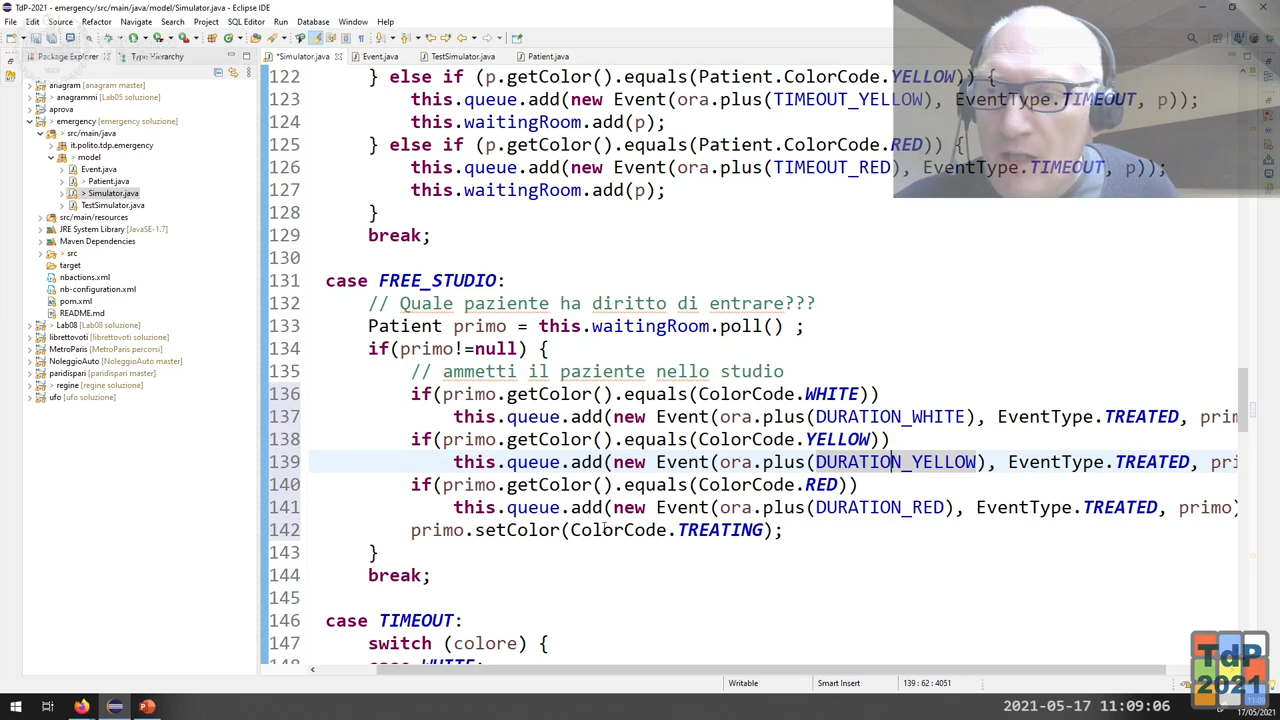 TdP-2021 - emergency/src/main/java/model/Simulator.java - Eclipse IDE
File Edit Source Refactor Navigate Search Project SQL Editor Run Database Window Help
Package Explorer Type Hierarchy
*Simulator.java Event.java TestSimulator.java Patient.java
anagram [anagram master]
anagrammi [Lab05 soluzione]
aprova
emergency [emergency soluzione]
src/main/java
it.polito.tdp.emergency
model
Event.java
> Patient.java
> Simulator.java
TestSimulator.java
src/main/resources
JRE System Library [JavaSE-1.7]
Maven Dependencies
src
target
nbactions.xml
nb-configuration.xml
pom.xml
README.md
Lab08 [Lab08 soluzione]
librettovoti [librettovoti master]
MetroParis [MetroParis percorsi]
NoleggioAuto [NoleggioAuto master]
paridispari [paridispari master]
regine [regine soluzione]
ufo [ufo soluzione]
122 } else if (p.getColor().equals(Patient.ColorCode.YELLOW)) {
123 this.queue.add(new Event(ora.plus(TIMEOUT_YELLOW), EventType.TIMEOUT, p));
124 this.waitingRoom.add(p);
125 } else if (p.getColor().equals(Patient.ColorCode.RED)) {
126 this.queue.add(new Event(ora.plus(TIMEOUT_RED), EventType.TIMEOUT, p));
127 this.waitingRoom.add(p);
128 }
129 break;
130
131 case FREE_STUDIO:
132 // Quale paziente ha diritto di entrare???
133 Patient primo = this.waitingRoom.poll() ;
134 if(primo!=null) {
135 // ammetti il paziente nello studio
136 if(primo.getColor().equals(ColorCode.WHITE))
137 this.queue.add(new Event(ora.plus(DURATION_WHITE), EventType.TREATED, prim
138 if(primo.getColor().equals(ColorCode.YELLOW))
139 this.queue.add(new Event(ora.plus(DURATION_YELLOW), EventType.TREATED, pri
140 if(primo.getColor().equals(ColorCode.RED))
141 this.queue.add(new Event(ora.plus(DURATION_RED), EventType.TREATED, primo)
142 primo.setColor(ColorCode.TREATING);
143 }
144 break;
145
146 case TIMEOUT:
147 switch (colore) {
case WHITE:
Writable Smart Insert 139 : 62 : 4051
TdP
2021
2021-05-17 11:09:06
17/05/2021